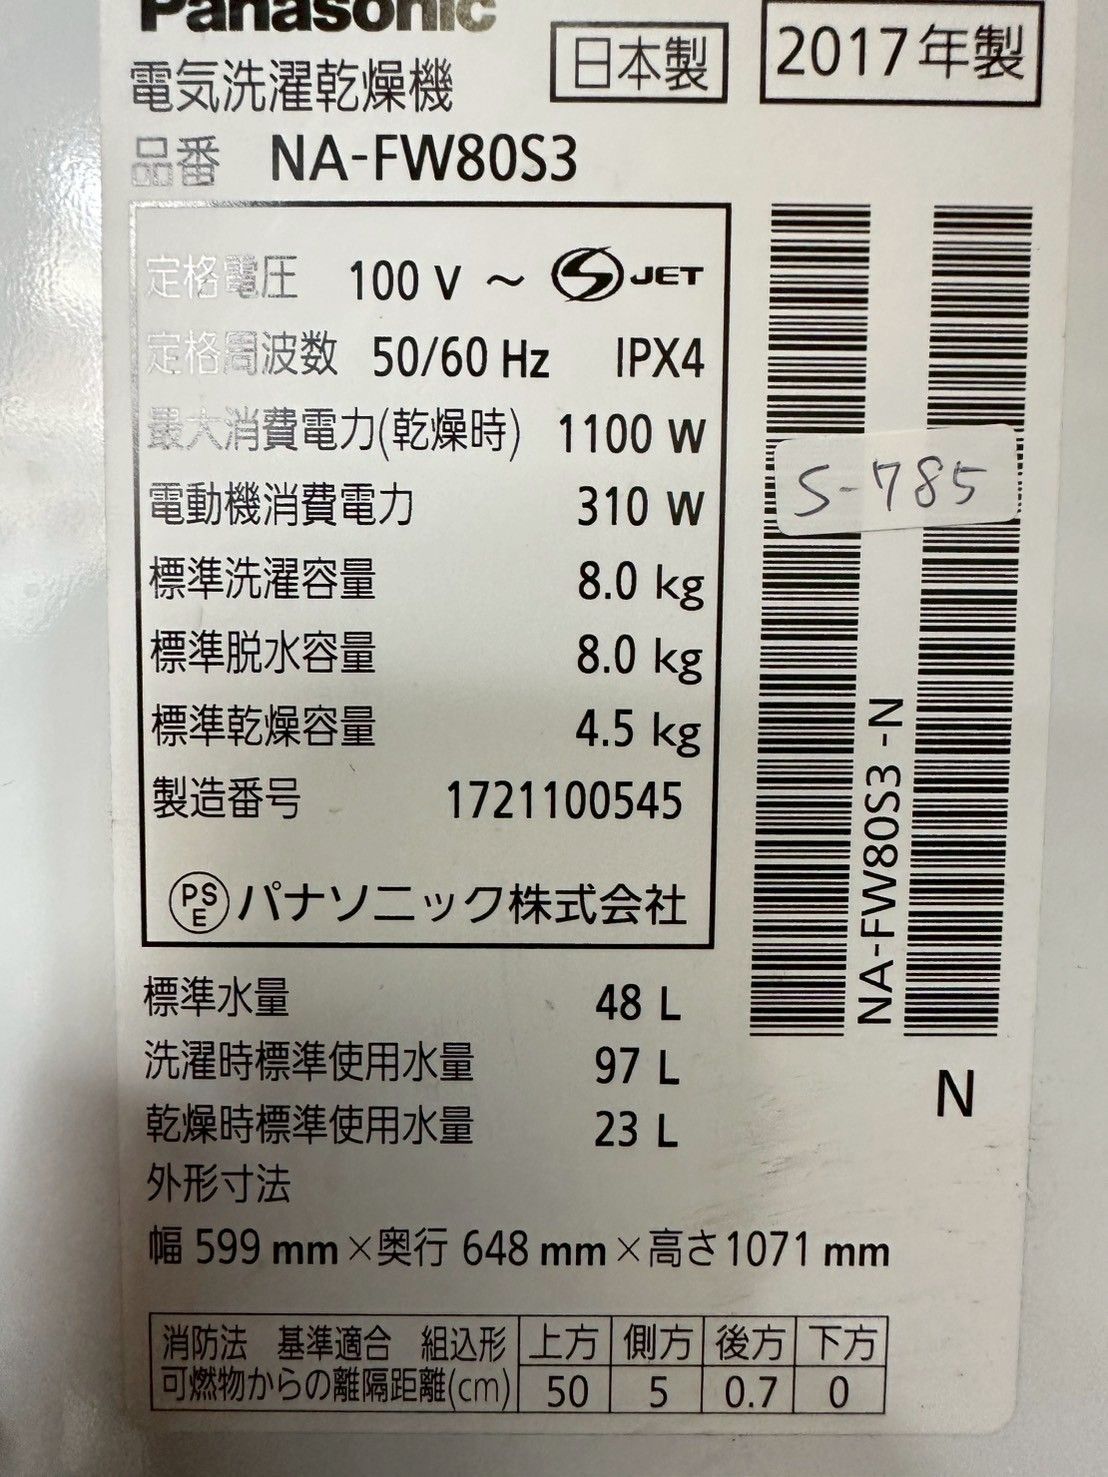 Panasonic
電気洗濯乾燥機 日本製 2017年製
品番 NA-FW80S3
定格電圧 100 V ～ S JET
定格周波数 50/60 Hz IPX4
最大消費電力(乾燥時) 1100 W
電動機消費電力 310 W
標準洗濯容量 8.0 kg
標準脱水容量 8.0 kg
標準乾燥容量 4.5 kg
製造番号 1721100545
PSE パナソニック株式会社
S-785
NA-FW80S3 -N
N
標準水量 48 L
洗濯時標準使用水量 97 L
乾燥時標準使用水量 23 L
外形寸法
幅 599 mm×奥行 648 mm×高さ1071 mm
消防法 基準適合 組込形 上方 側方 後方 下方
可燃物からの離隔距離(cm) 50 5 0.7 0